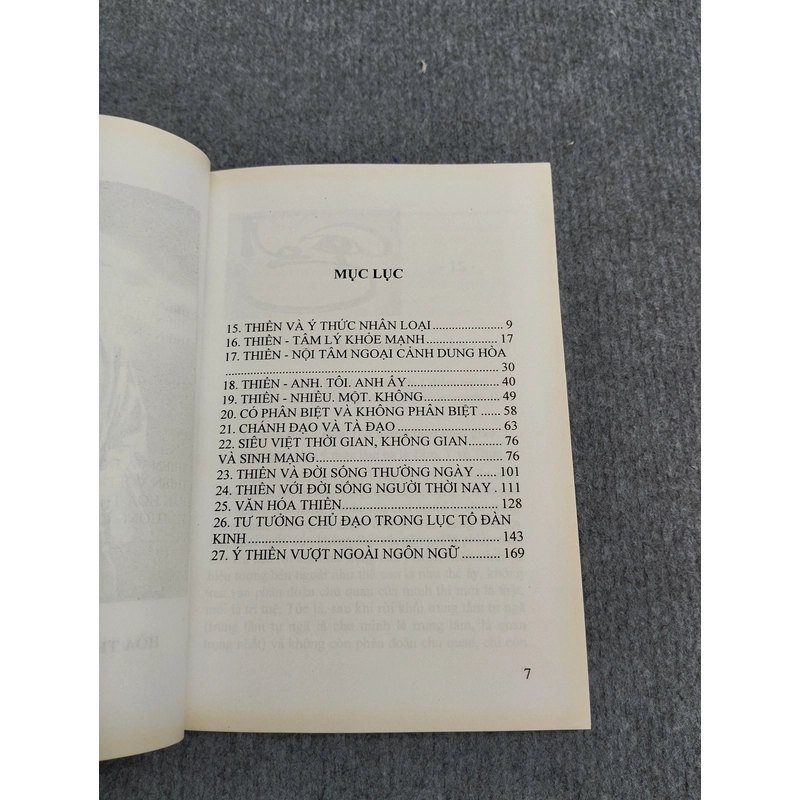 MỤC LỤC
15. THIỀN VÀ Ý THỨC NHÂN LOẠI....................... 9
16. THIỀN - TÂM LÝ KHỎE MẠNH........................ 17
17. THIỀN - NỘI TÂM NGOẠI CẢNH DUNG HÒA
.................................................................................. 30
18. THIỀN - ANH. TÔI. ANH ẤY............................ 40
19. THIỀN - NHIỀU. MỘT. KHÔNG....................... 49
20. CÓ PHÂN BIỆT VÀ KHÔNG PHÂN BIỆT ...... 58
21. CHÁNH ĐẠO VÀ TÀ ĐẠO............................... 63
22. SIÊU VIỆT THỜI GIAN, KHÔNG GIAN........... 76
VÀ SINH MẠNG.................................................... 76
23. THIỀN VÀ ĐỜI SỐNG THƯỜNG NGÀY...... 101
24. THIỀN VỚI ĐỜI SỐNG NGƯỜI THỜI NAY . 111
25. VĂN HÓA THIỀN............................................ 128
26. TƯ TƯỞNG CHỦ ĐẠO TRONG LỤC TỔ ĐÀN
KINH .................................................................... 143
27. Ý THIỀN VƯỢT NGOÀI NGÔN NGỮ ........... 169
7